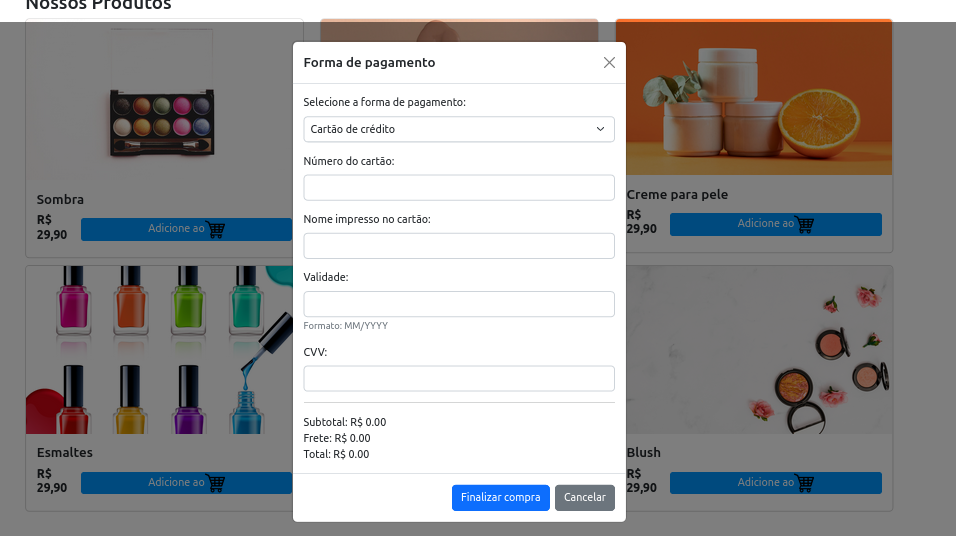 Nossos Produtos
Forma de pagamento
Selecione a forma de pagamento:
Cartão de crédito
Número do cartão:
Nome impresso no cartão:
Validade:
Formato: MM/YYYY
CVV:
Subtotal: R$ 0.00
Frete: R$ 0.00
Total: R$ 0.00
Finalizar compra
Cancelar
Sombra
R$
29,90
Adicione ao
Creme para pele
R$
29,90
Adicione ao
Esmaltes
R$
29,90
Adicione ao
Blush
R$
29,90
Adicione ao